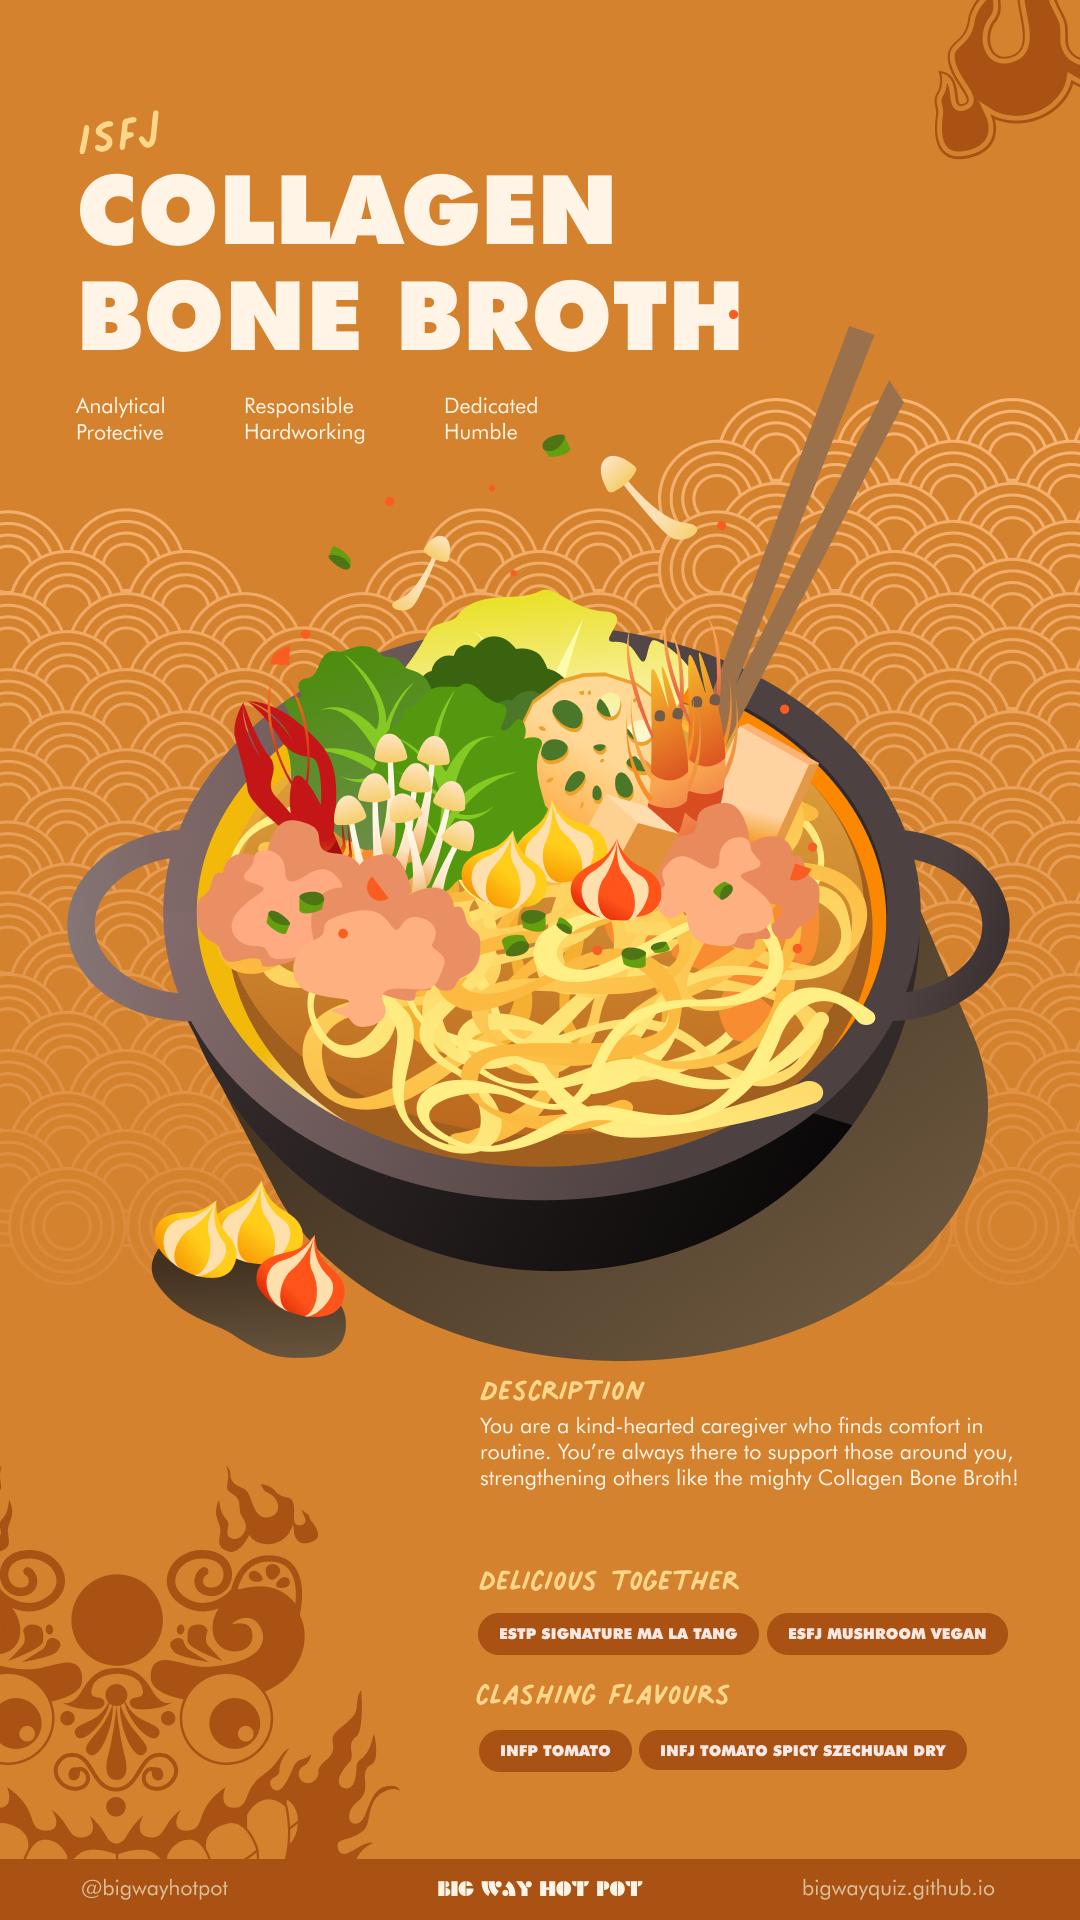 ISFJ
COLLAGEN
BONE BROTH
Analytical Responsible Dedicated
Protective Hardworking Humble
DESCRIPTION
You are a kind-hearted caregiver who finds comfort in
routine. You’re always there to support those around you,
strengthening others like the mighty Collagen Bone Broth!
DELICIOUS TOGETHER
ESTP SIGNATURE MA LA TANG ESFJ MUSHROOM VEGAN
CLASHING FLAVOURS
INFP TOMATO INFJ TOMATO SPICY SZECHUAN DRY
@bigwayhotpot BIG WAY HOT POT bigwayquiz.github.io